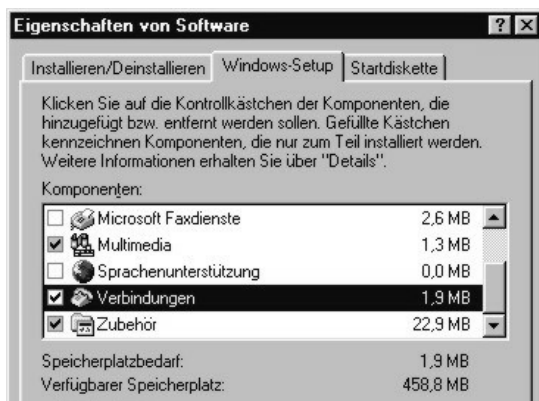 Eigenschaften von Software
Installieren/Deinstallieren Windows-Setup Startdiskette
Klicken Sie auf die Kontrollkästchen der Komponenten, die
hinzugefügt bzw. entfernt werden sollen. Gefüllte Kästchen
kennzeichnen Komponenten, die nur zum Teil installiert werden.
Weitere Informationen erhalten Sie über "Details".
Komponenten:
Microsoft Faxdienste 2,6 MB
Multimedia 1,3 MB
Sprachenunterstützung 0,0 MB
Verbindungen 1,9 MB
Zubehör 22,9 MB
Speicherplatzbedarf: 1,9 MB
Verfügbarer Speicherplatz: 458,8 MB